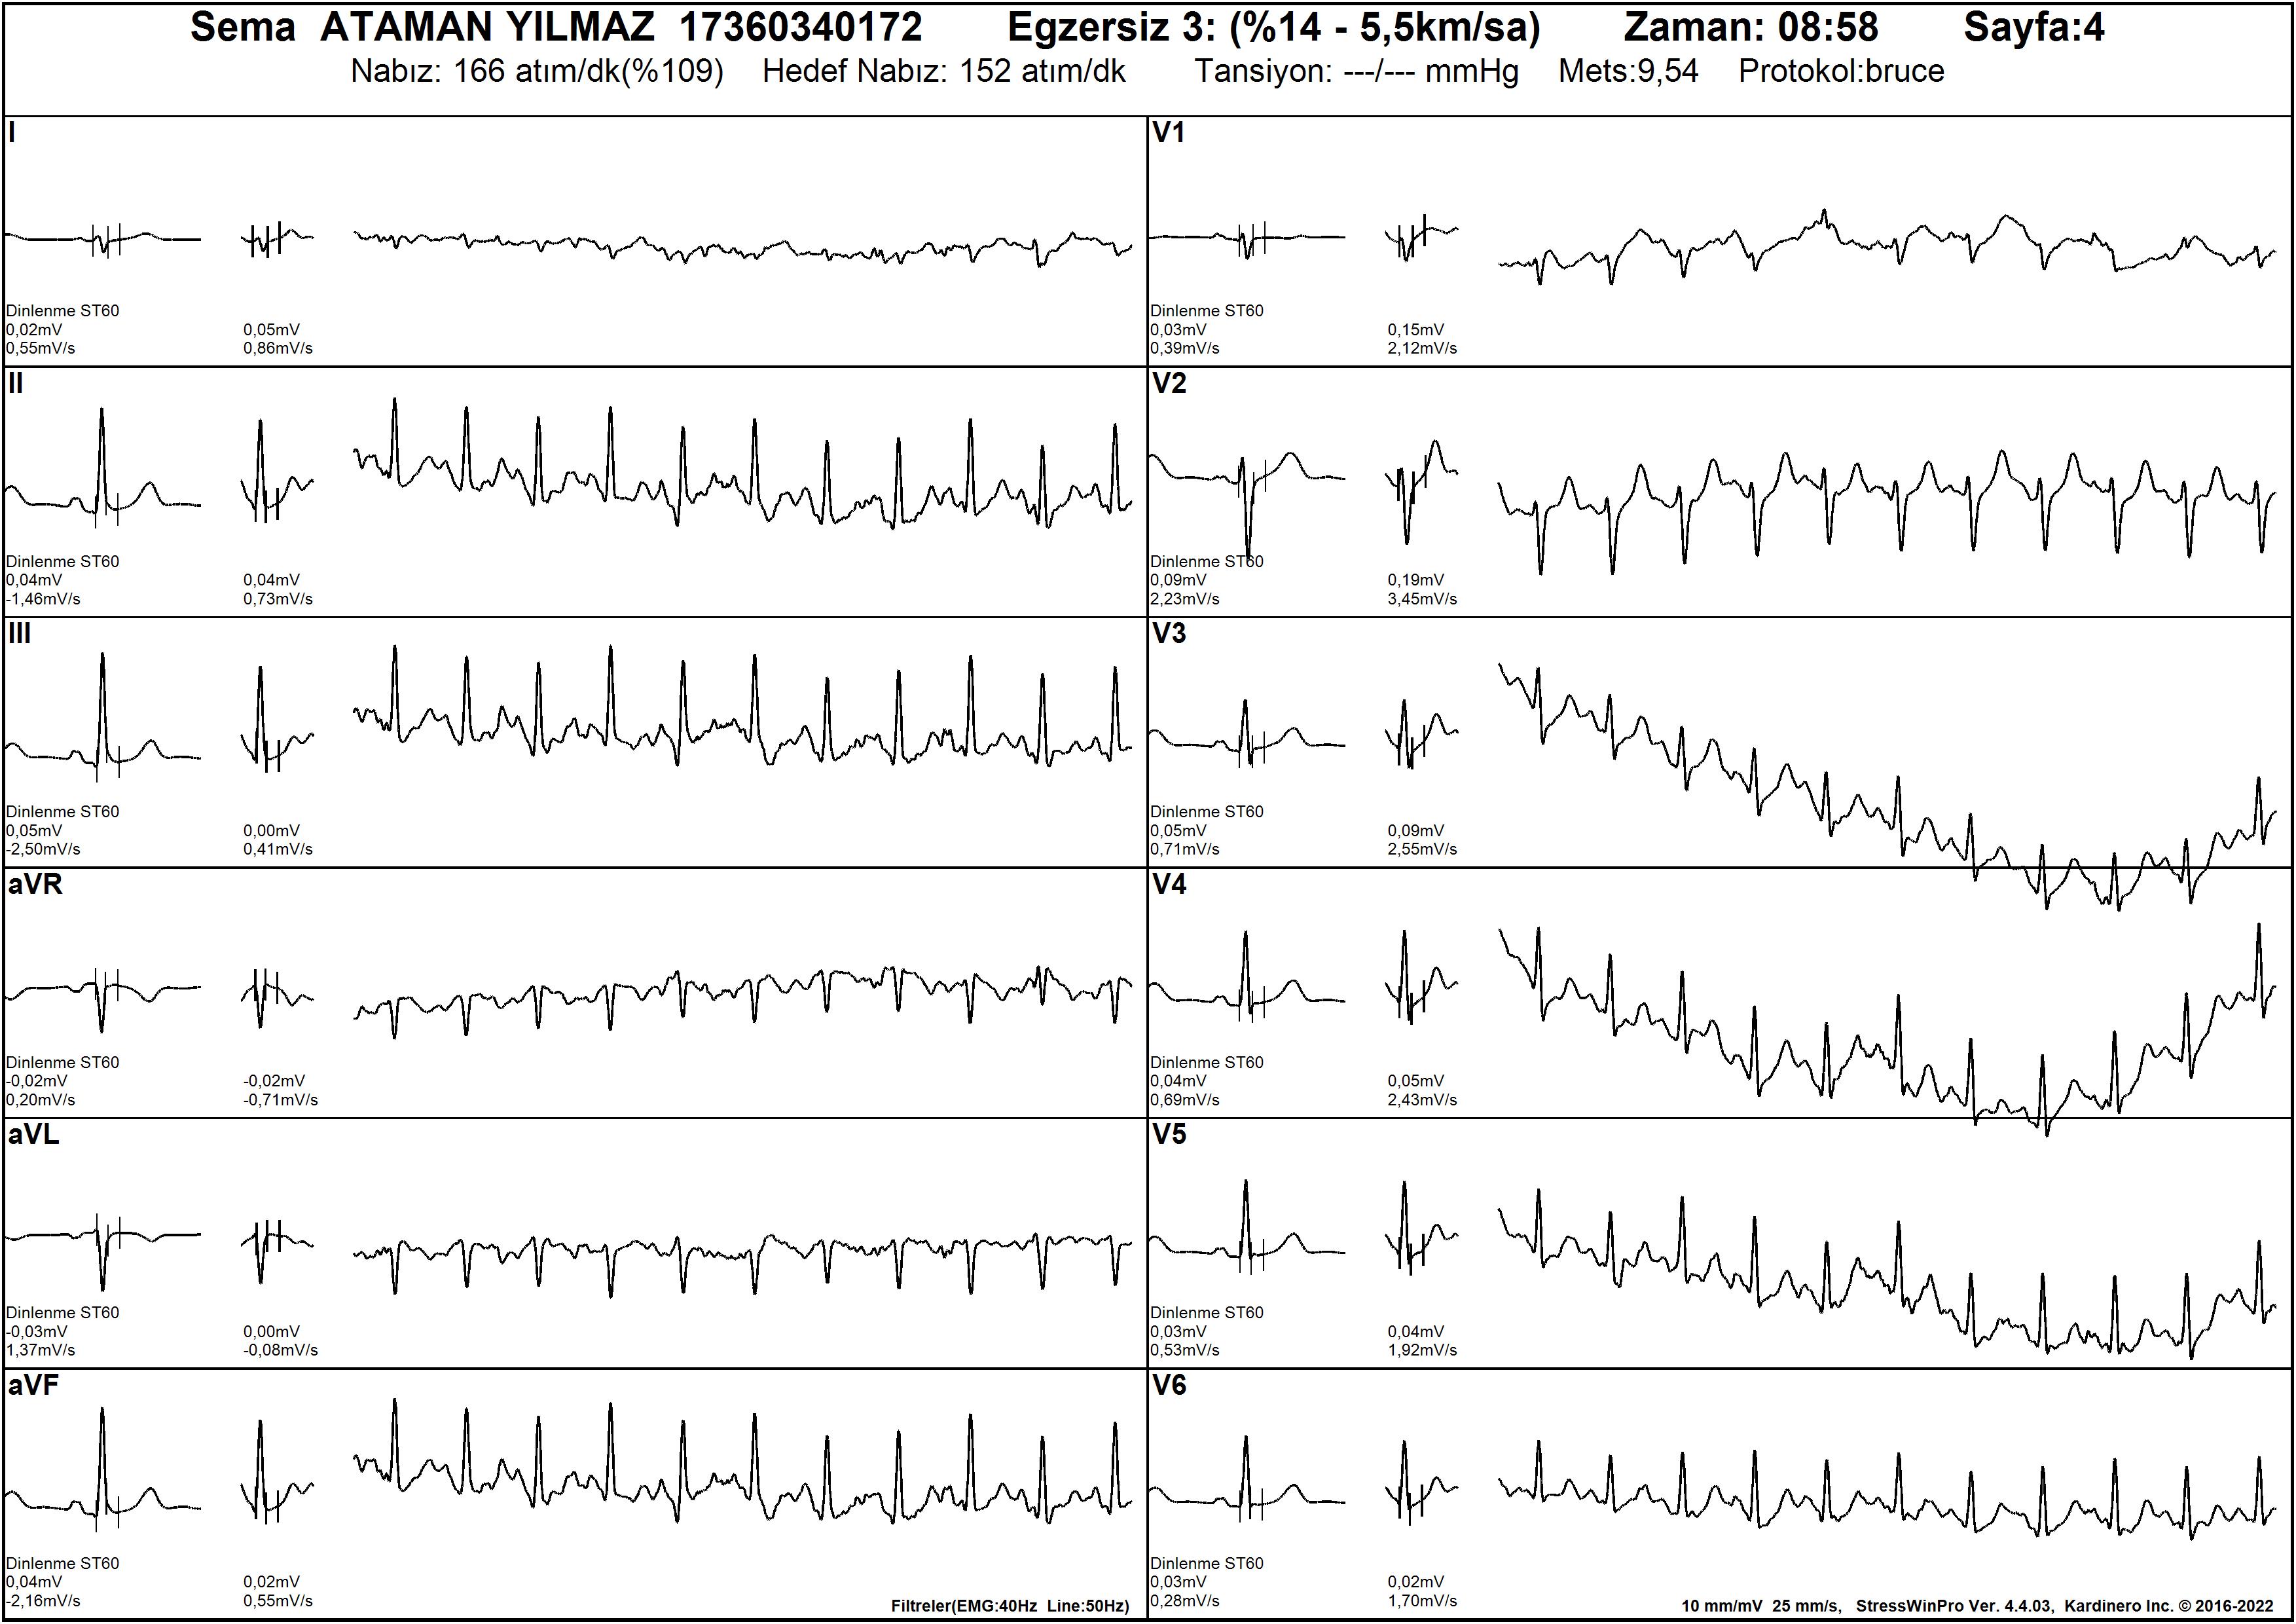 Sema ATAMAN YILMAZ 17360340172 Egzersiz 3: (%14 - 5,5km/sa) Zaman: 08:58 Sayfa:4
Nabız: 166 atım/dk(%109) Hedef Nabız: 152 atım/dk Tansiyon: ---/--- mmHg Mets:9,54 Protokol:bruce
I
Dinlenme ST60
0,02mV 0,05mV
0,55mV/s 0,86mV/s
II
Dinlenme ST60
0,04mV 0,04mV
-1,46mV/s 0,73mV/s
III
Dinlenme ST60
0,05mV 0,00mV
-2,50mV/s 0,41mV/s
aVR
Dinlenme ST60
-0,02mV -0,02mV
0,20mV/s -0,71mV/s
aVL
Dinlenme ST60
-0,03mV 0,00mV
1,37mV/s -0,08mV/s
aVF
Dinlenme ST60
0,04mV 0,02mV
-2,16mV/s 0,55mV/s
Filtreler(EMG:40Hz Line:50Hz)
V1
Dinlenme ST60
0,03mV 0,15mV
0,39mV/s 2,12mV/s
V2
Dinlenme ST60
0,09mV 0,19mV
2,23mV/s 3,45mV/s
V3
Dinlenme ST60
0,05mV 0,09mV
0,71mV/s 2,55mV/s
V4
Dinlenme ST60
0,04mV 0,05mV
0,69mV/s 2,43mV/s
V5
Dinlenme ST60
0,03mV 0,04mV
0,53mV/s 1,92mV/s
V6
Dinlenme ST60
0,03mV 0,02mV
0,28mV/s 1,70mV/s
10 mm/mV 25 mm/s, StressWinPro Ver. 4.4.03, Kardinero Inc. © 2016-2022